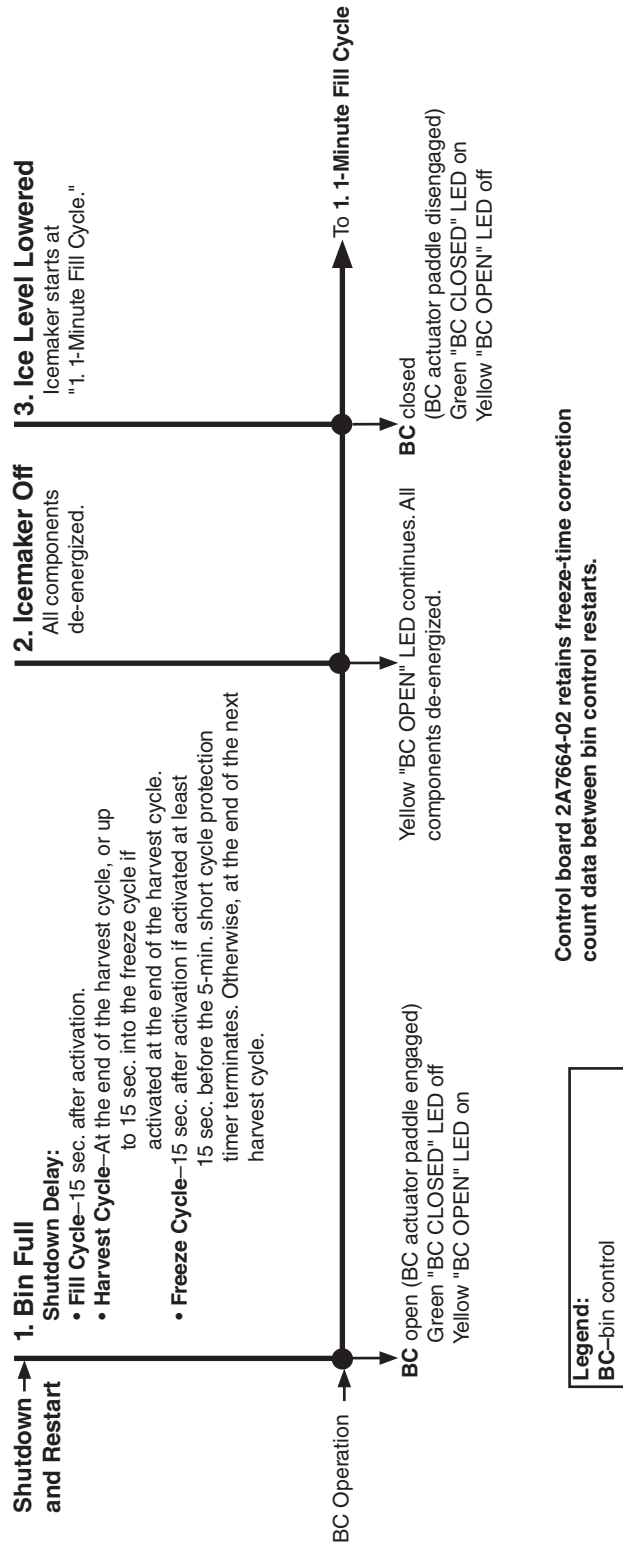 Shutdown
and Restart
1. Bin Full
Shutdown Delay:
• Fill Cycle–15 sec. after activation.
• Harvest Cycle–At the end of the harvest cycle, or up
to 15 sec. into the freeze cycle if
activated at the end of the harvest cycle.
• Freeze Cycle–15 sec. after activation if activated at least
15 sec. before the 5-min. short cycle protection
timer terminates. Otherwise, at the end of the next
harvest cycle.
2. Icemaker Off
All components
de-energized.
3. Ice Level Lowered
Icemaker starts at
"1. 1-Minute Fill Cycle."
BC Operation
To 1. 1-Minute Fill Cycle
BC open (BC actuator paddle engaged)
Green "BC CLOSED" LED off
Yellow "BC OPEN" LED on
Yellow "BC OPEN" LED continues. All
components de-energized.
BC closed
(BC actuator paddle disengaged)
Green "BC CLOSED" LED on
Yellow "BC OPEN" LED off
Legend:
BC–bin control
Control board 2A7664-02 retains freeze-time correction
count data between bin control restarts.